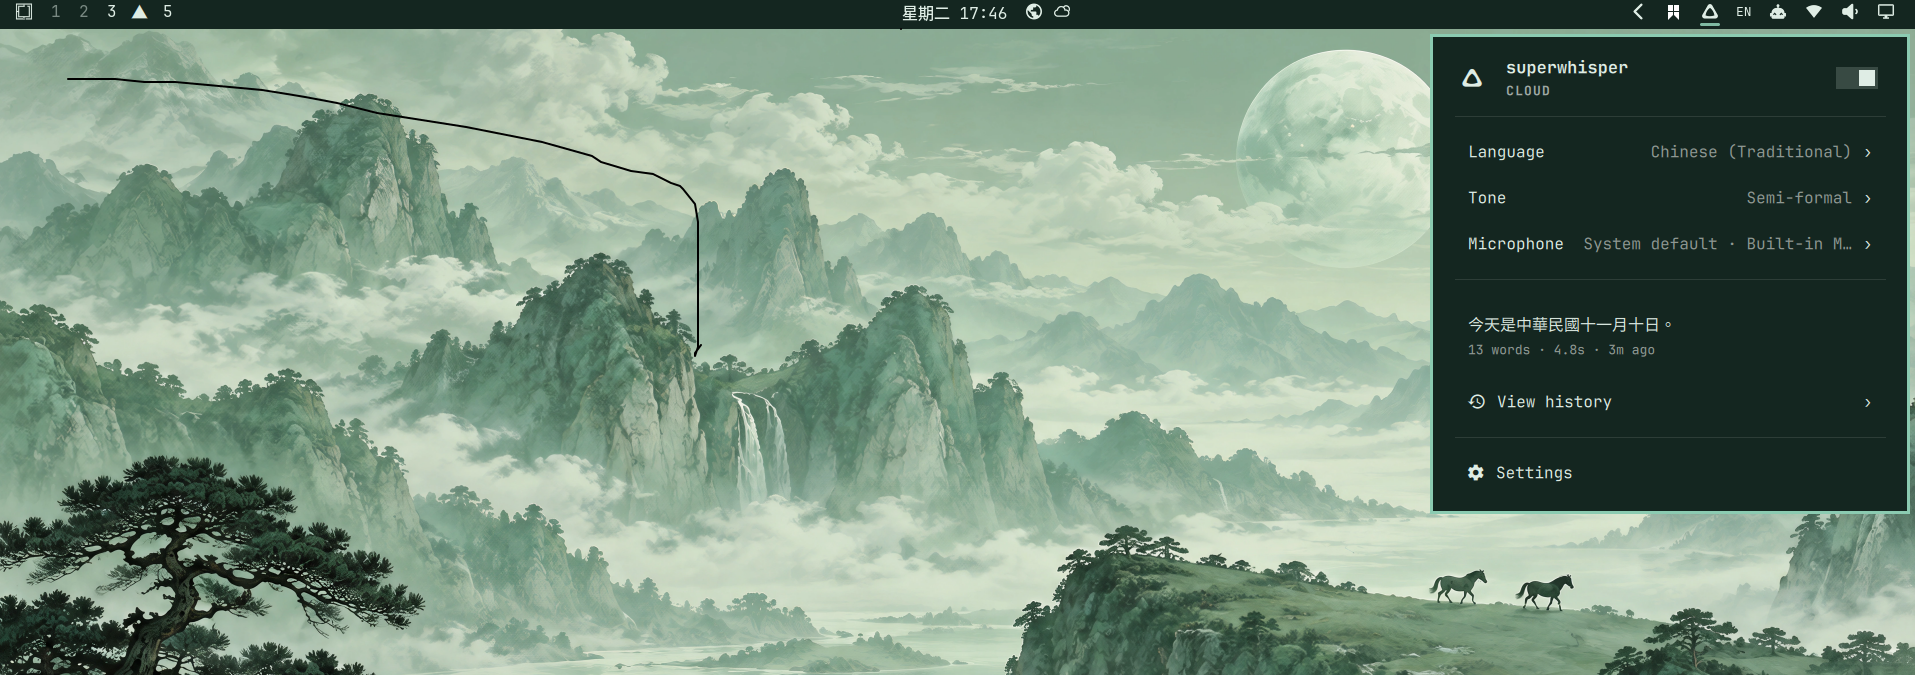 1 2 3 5
星期二 17:46
EN
superwhisper
CLOUD
Language Chinese (Traditional)
Tone Semi-formal
Microphone System default · Built-in M…
今天是中華民國十一月十日。
13 words · 4.8s · 3m ago
View history
Settings